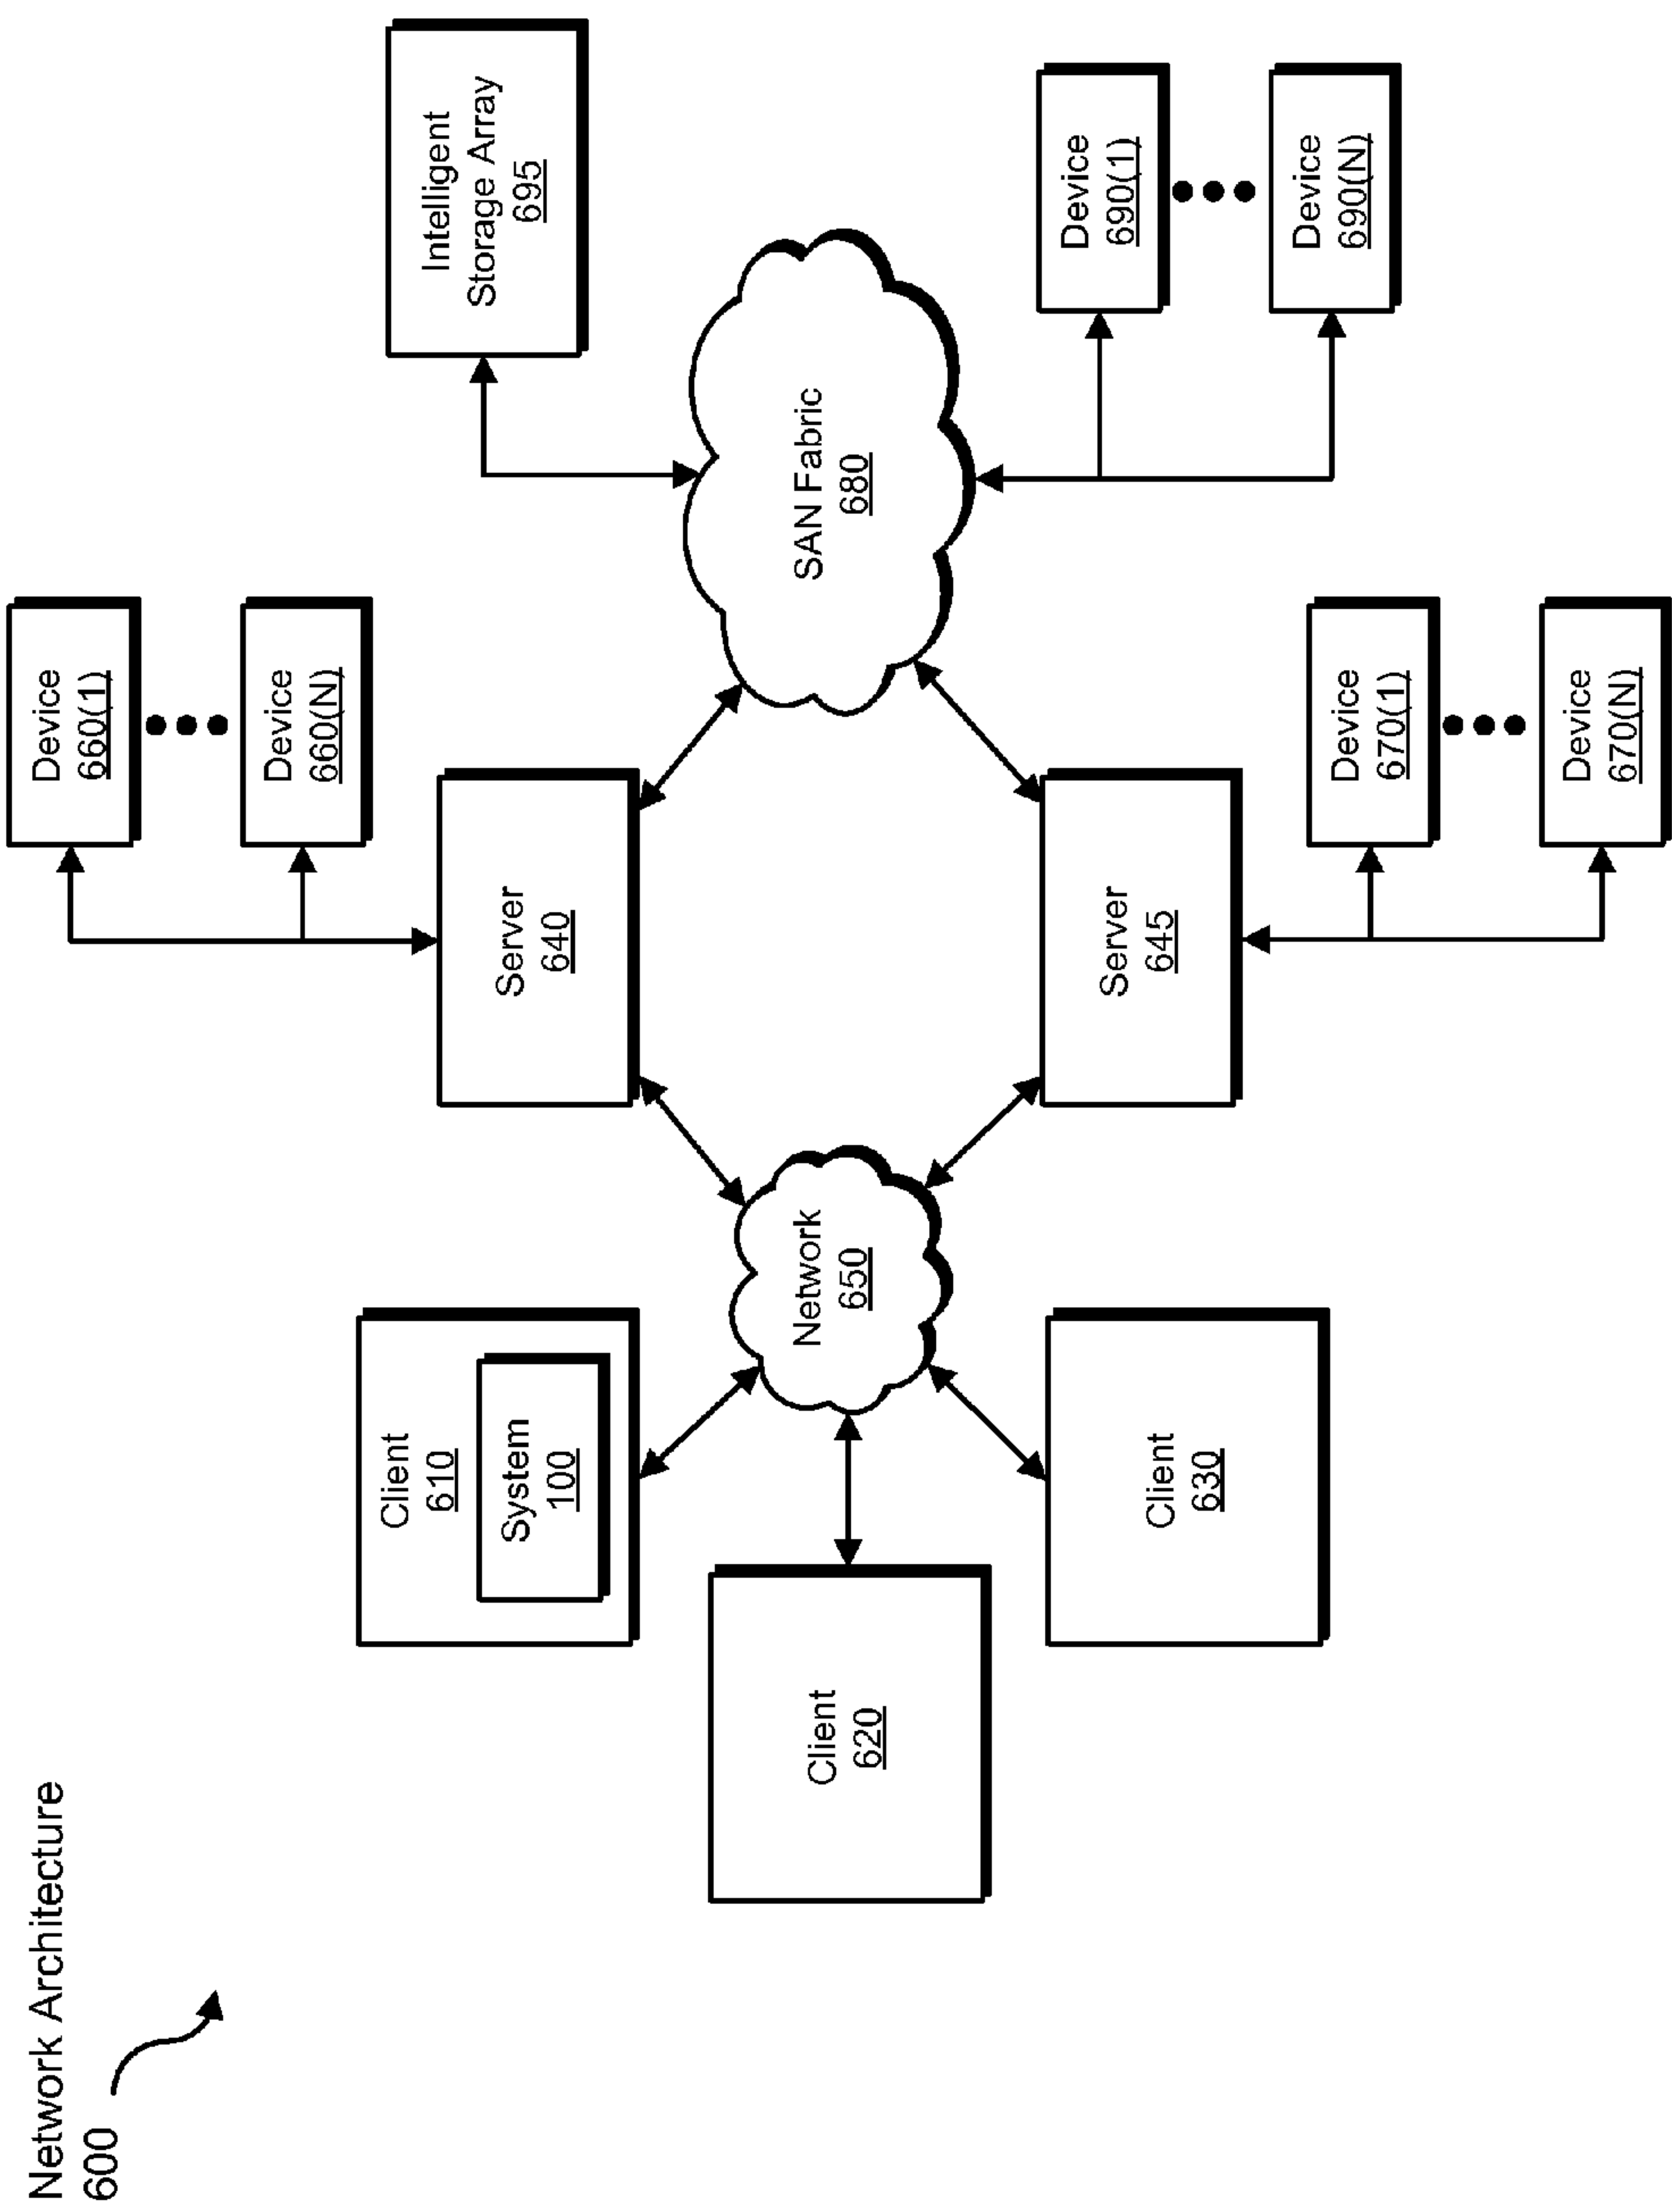 Network Architecture
600
Client
610
System
100
Client
620
Client
630
Network
650
Server
640
Server
645
Device
660(1)
Device
660(N)
Device
670(1)
Device
670(N)
SAN Fabric
680
Intelligent
Storage Array
695
Device
690(1)
Device
690(N)